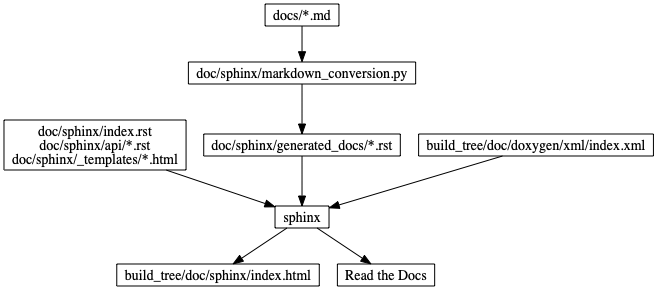 docs/*.md
doc/sphinx/markdown_conversion.py
doc/sphinx/index.rst
doc/sphinx/api/*.rst
doc/sphinx/_templates/*.html
doc/sphinx/generated_docs/*.rst
build_tree/doc/doxygen/xml/index.xml
sphinx
build_tree/doc/sphinx/index.html
Read the Docs